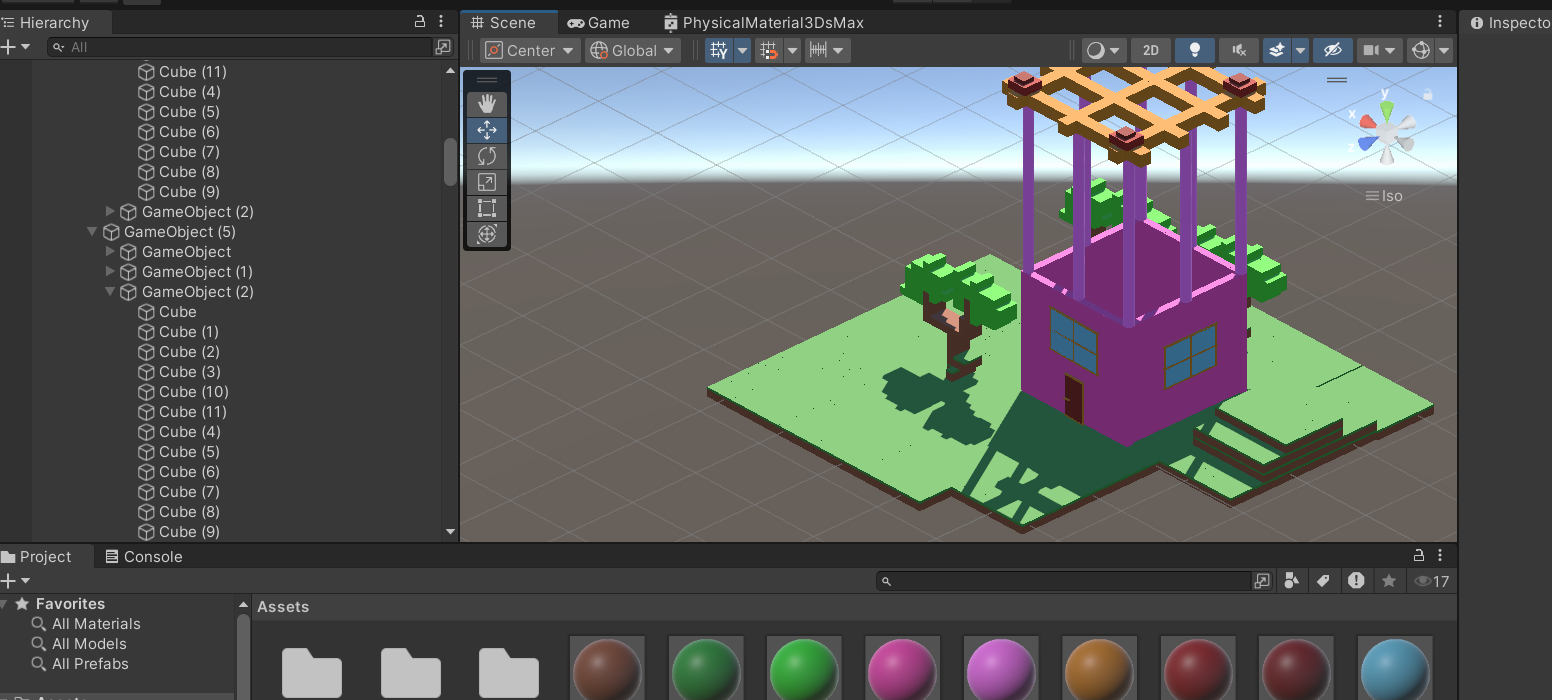 Hierarchy
Scene
Game
PhysicalMaterial3DsMax
Inspecto
All
Center
Global
2D
Cube (11)
Cube (4)
Cube (5)
Cube (6)
Cube (7)
Cube (8)
Cube (9)
GameObject (2)
GameObject (5)
GameObject
GameObject (1)
GameObject (2)
Cube
Cube (1)
Cube (2)
Cube (3)
Cube (10)
Cube (11)
Cube (4)
Cube (5)
Cube (6)
Cube (7)
Cube (8)
Cube (9)
y
x
z
Iso
Project
Console
17
Favorites
All Materials
All Models
All Prefabs
Assets